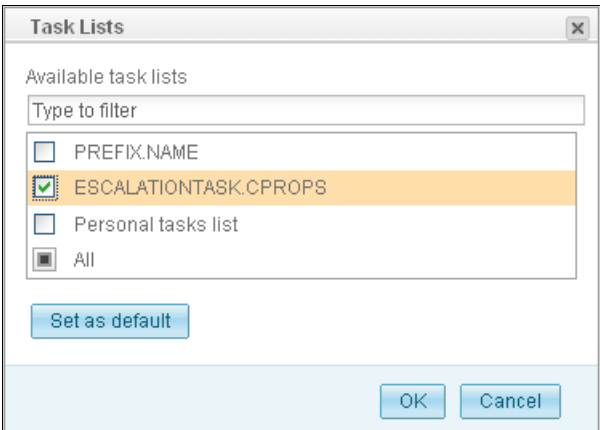 Task Lists
Available task lists
Type to filter
PREFIX.NAME
ESCALATIONTASK.CPROPS
Personal tasks list
All
Set as default
OK Cancel